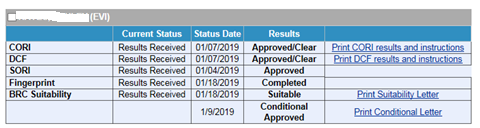 (EVI)
Current Status Status Date Results
CORI Results Received 01/07/2019 Approved/Clear Print CORI results and instructions
DCF Results Received 01/07/2019 Approved/Clear Print DCF results and instructions
SORI Results Received 01/04/2019 Approved
Fingerprint Results Received 01/18/2019 Completed
BRC Suitability Results Received 01/18/2019 Suitable Print Suitability Letter
1/9/2019 Conditional Approved Print Conditional Letter